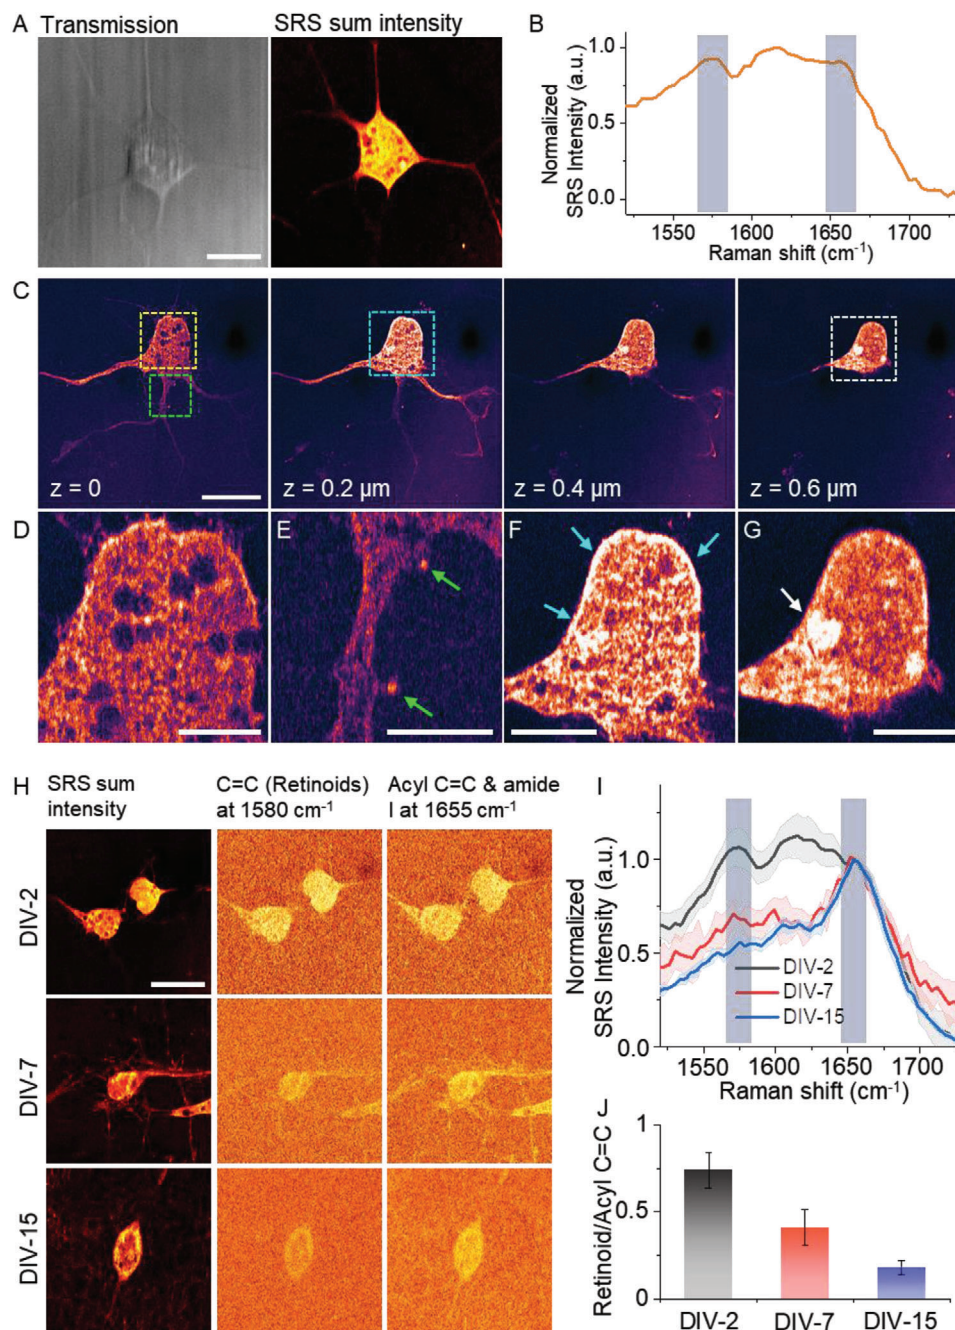 A
Transmission
SRS sum intensity
B
Normalized
SRS Intensity (a.u.)
1.0
0.5
0.0
1550
1600
1650
1700
Raman shift (cm-1)
C
z = 0
z = 0.2 µm
z = 0.4 µm
z = 0.6 µm
D
E
F
G
H
SRS sum
intensity
C=C (Retinoids)
at 1580 cm-1
Acyl C=C & amide
I at 1655 cm-1
DIV-2
DIV-7
DIV-15
I
Normalized
SRS Intensity (a.u.)
1.0
0.5
0.0
DIV-2
DIV-7
DIV-15
1550
1600
1650
1700
Raman shift (cm-1)
J
Retinoid/Acyl C=C
1
0.5
0
DIV-2
DIV-7
DIV-15